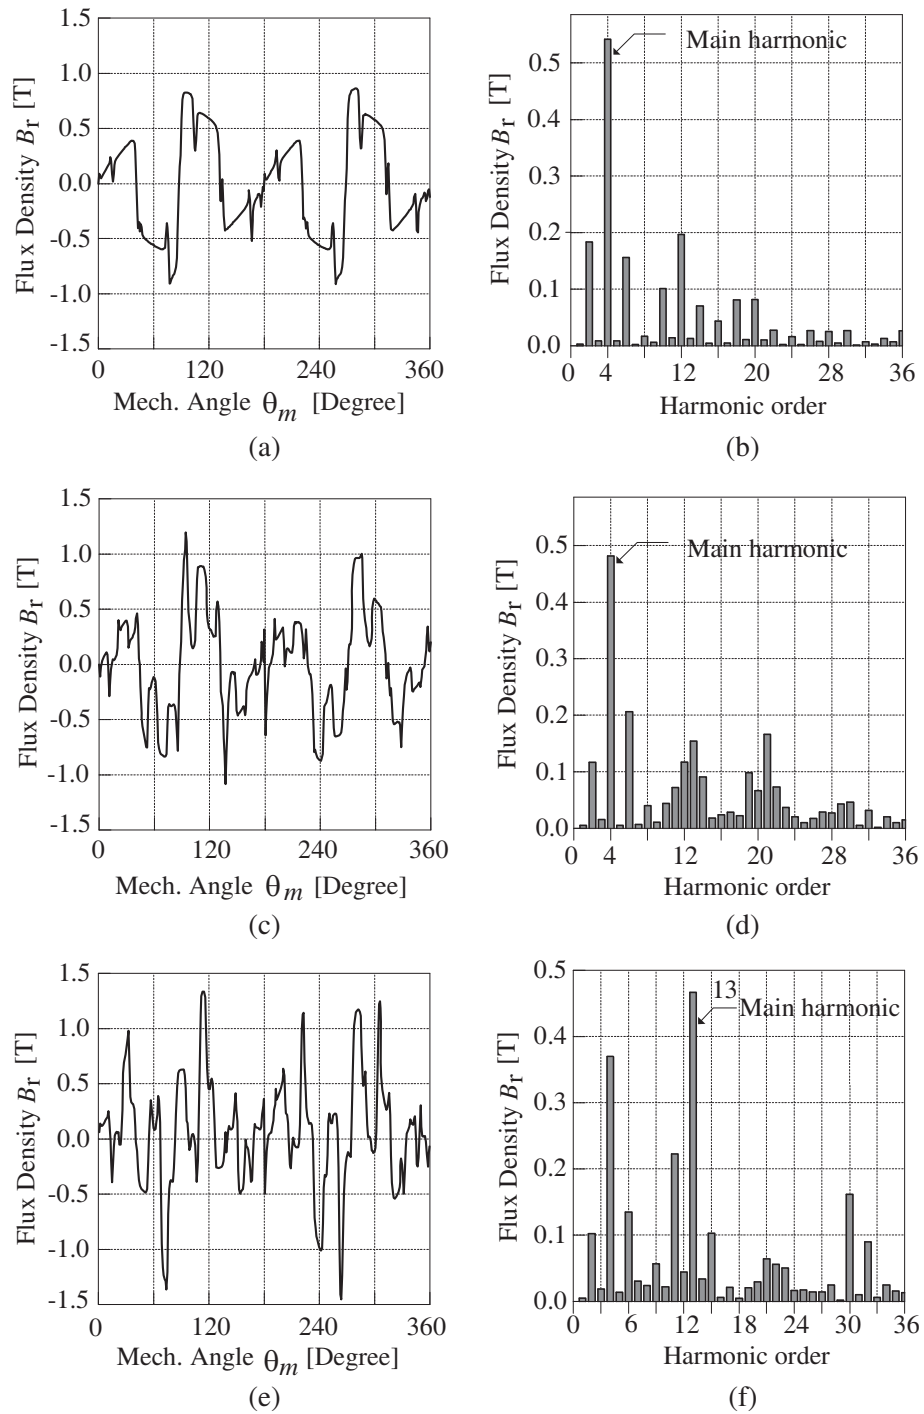 1.5
1.0
0.5
0.0
-0.5
-1.0
-1.5
Flux Density Br [T]
0 120 240 360
Mech. Angle θm [Degree]
(a)
0.5
0.4
0.3
0.2
0.1
0.0
Flux Density Br [T]
Main harmonic
0 4 12 20 28 36
Harmonic order
(b)
1.5
1.0
0.5
0.0
-0.5
-1.0
-1.5
Flux Density Br [T]
0 120 240 360
Mech. Angle θm [Degree]
(c)
0.5
0.4
0.3
0.2
0.1
0.0
Flux Density Br [T]
Main harmonic
0 4 12 20 28 36
Harmonic order
(d)
1.5
1.0
0.5
0.0
-0.5
-1.0
-1.5
Flux Density Br [T]
0 120 240 360
Mech. Angle θm [Degree]
(e)
0.5
0.4
0.3
0.2
0.1
0.0
Flux Density Br [T]
13
Main harmonic
0 6 12 18 24 30 36
Harmonic order
(f)